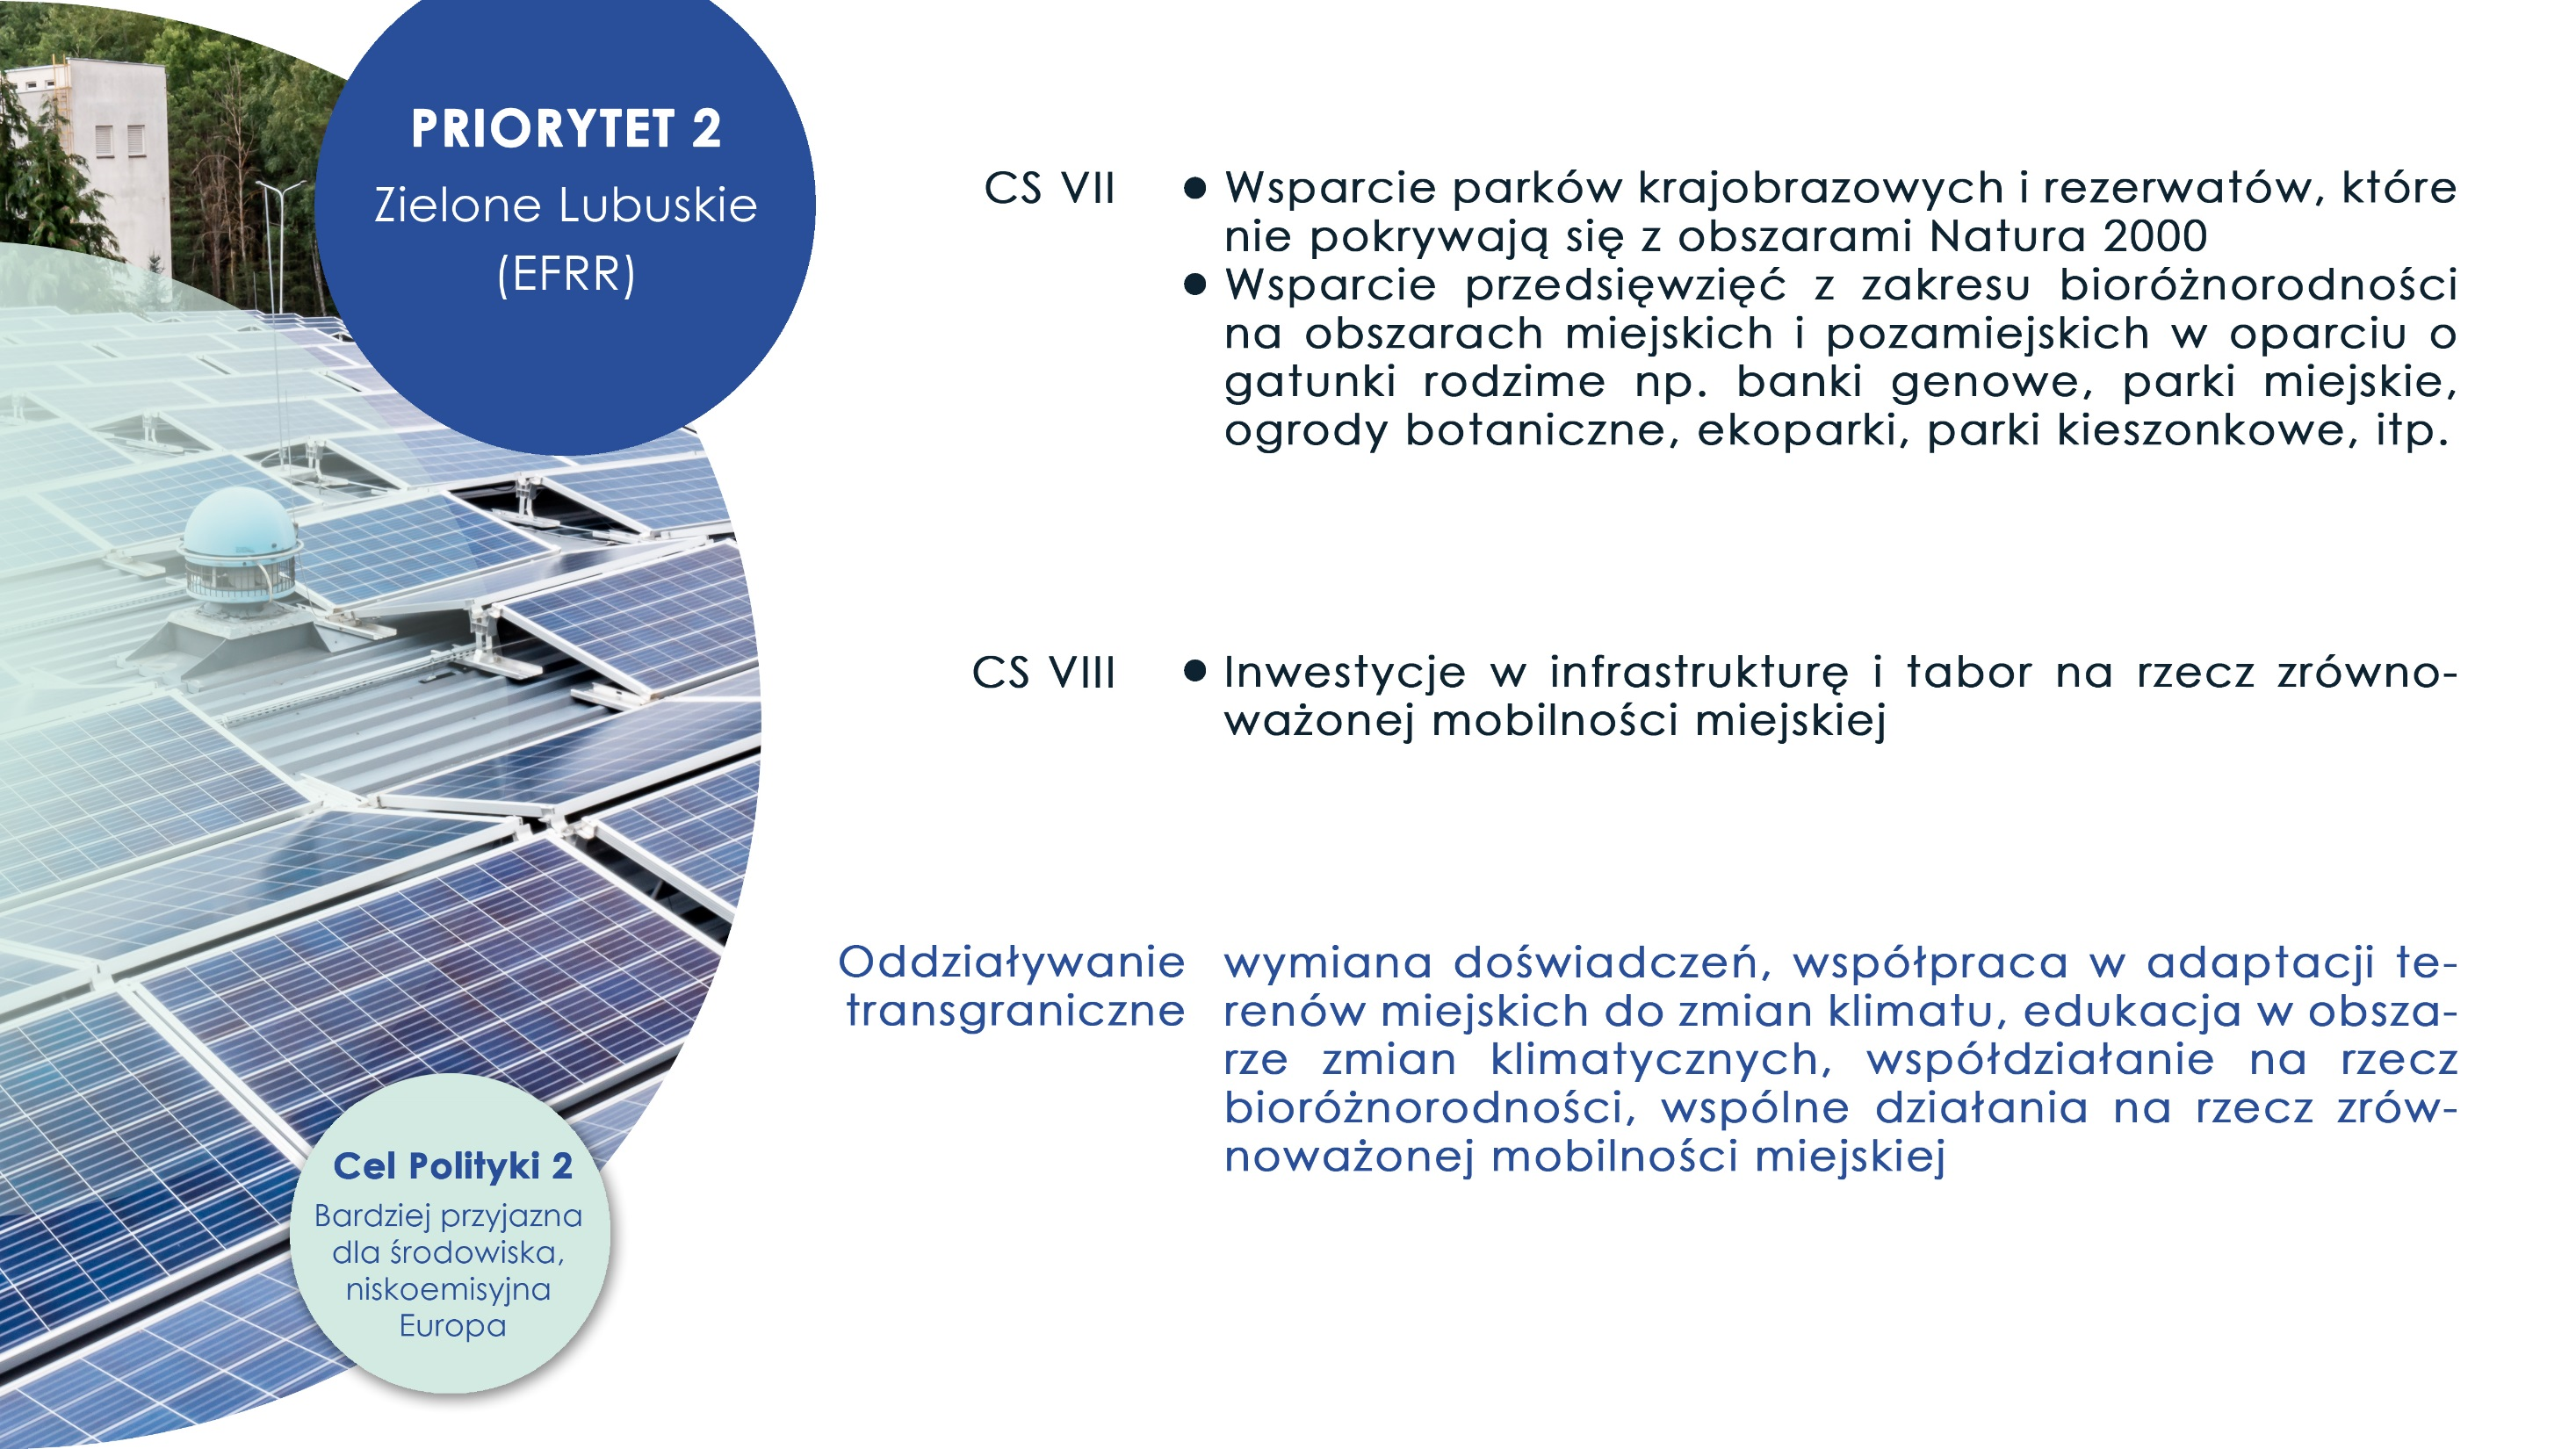 PRIORYTET 2
Zielone Lubuskie
(EFRR)
CS VII
● Wsparcie parków krajobrazowych i rezerwatów, które
nie pokrywają się z obszarami Natura 2000
● Wsparcie przedsięwzięć z zakresu bioróżnorodności
na obszarach miejskich i pozamiejskich w oparciu o
gatunki rodzime np. banki genowe, parki miejskie,
ogrody botaniczne, ekoparki, parki kieszonkowe, itp.
CS VIII
● Inwestycje w infrastrukturę i tabor na rzecz zrówno-
ważonej mobilności miejskiej
Oddziaływanie
transgraniczne
wymiana doświadczeń, współpraca w adaptacji te-
renów miejskich do zmian klimatu, edukacja w obsza-
rze zmian klimatycznych, współdziałanie na rzecz
bioróżnorodności, wspólne działania na rzecz zrów-
noważonej mobilności miejskiej
Cel Polityki 2
Bardziej przyjazna
dla środowiska,
niskoemisyjna
Europa